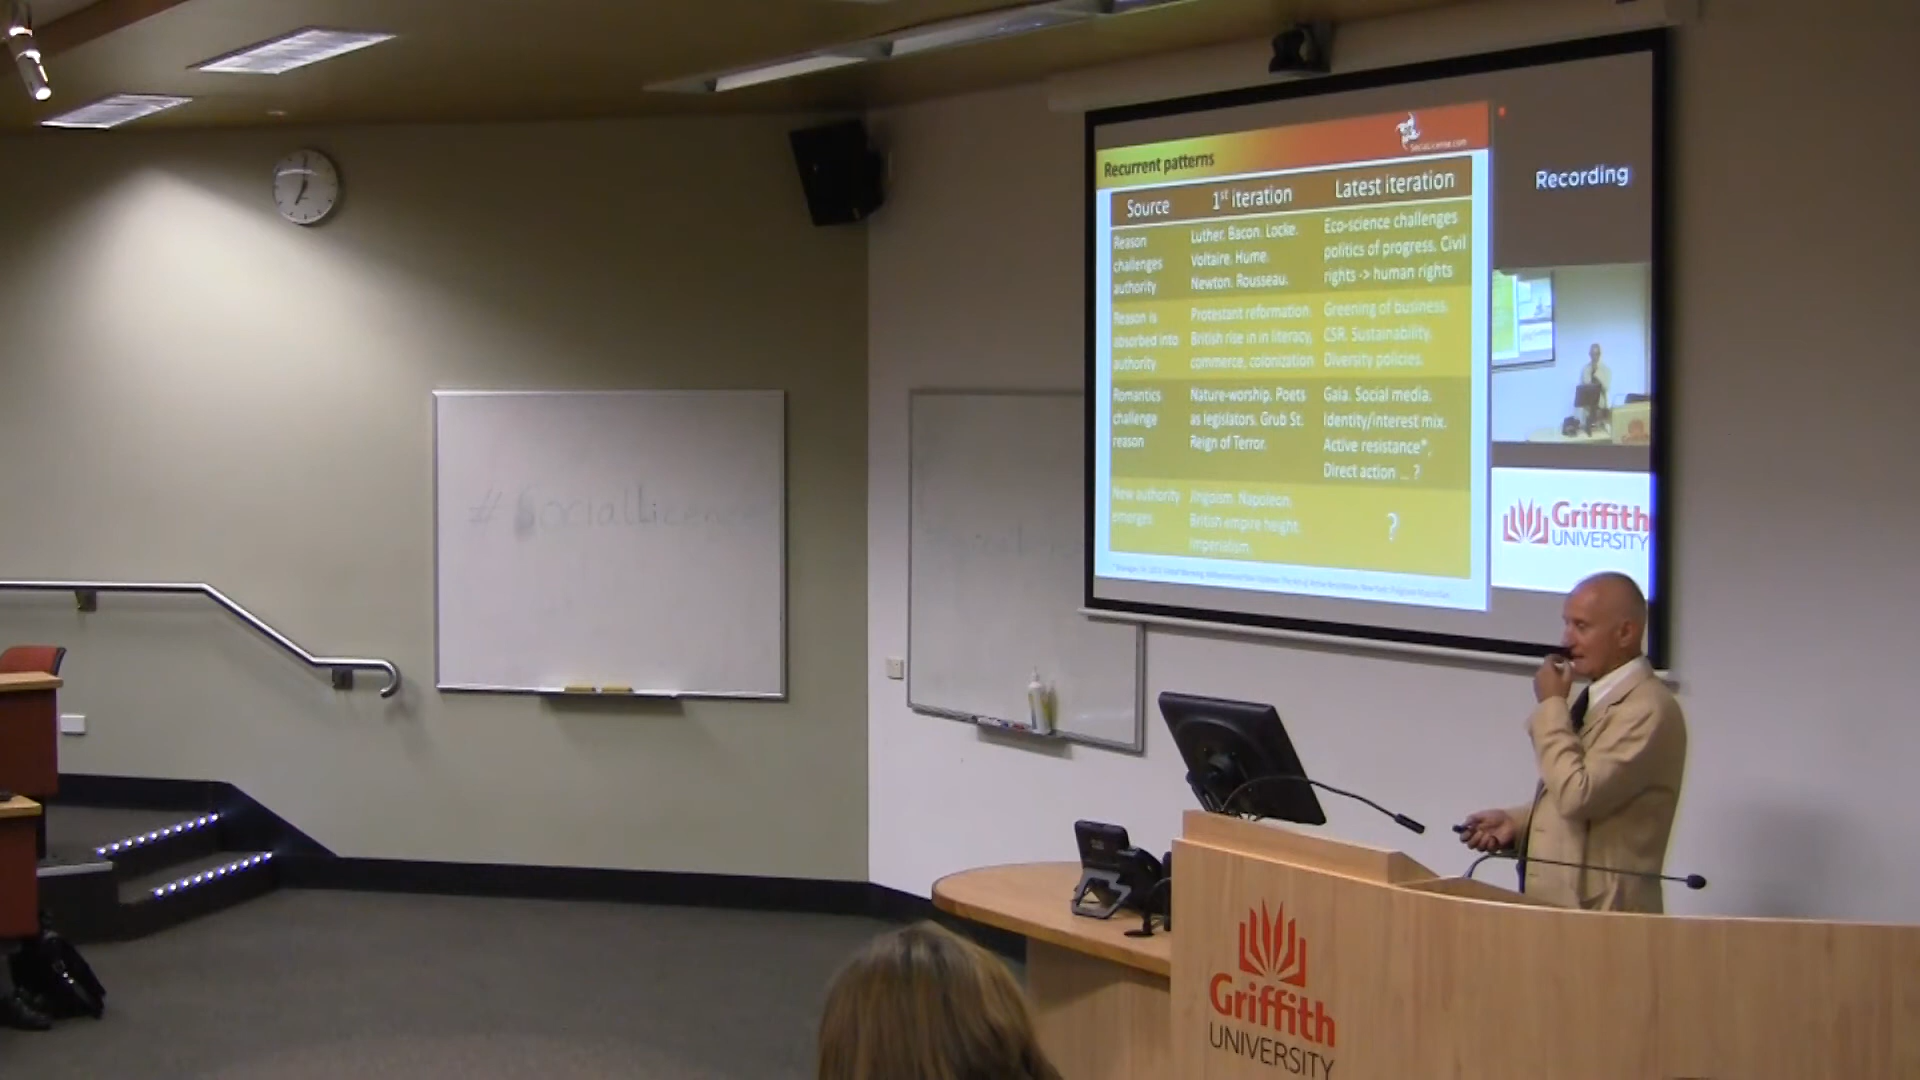 # SocialLicence
Recurrent patterns
SociaLicense.com
Source
1st iteration
Latest iteration
Reason
challenges
authority
Luther. Bacon. Locke.
Voltaire. Hume.
Newton. Rousseau.
Eco-science challenges
politics of progress. Civil
rights -> human rights
Reason is
absorbed into
authority
Protestant reformation
British rise in in literacy,
commerce, colonization
Greening of business.
CSR. Sustainability.
Diversity policies.
Romantics
challenge
reason
Nature-worship. Poets
as legislators. Grub St.
Reign of Terror.
Gaia. Social media.
Identity/interest mix.
Active resistance*,
Direct action ... ?
New authority
emerges
Jingoism. Napoleon.
British empire height.
Imperialism.
?
Recording
Griffith
UNIVERSITY
Griffith
UNIVERSITY